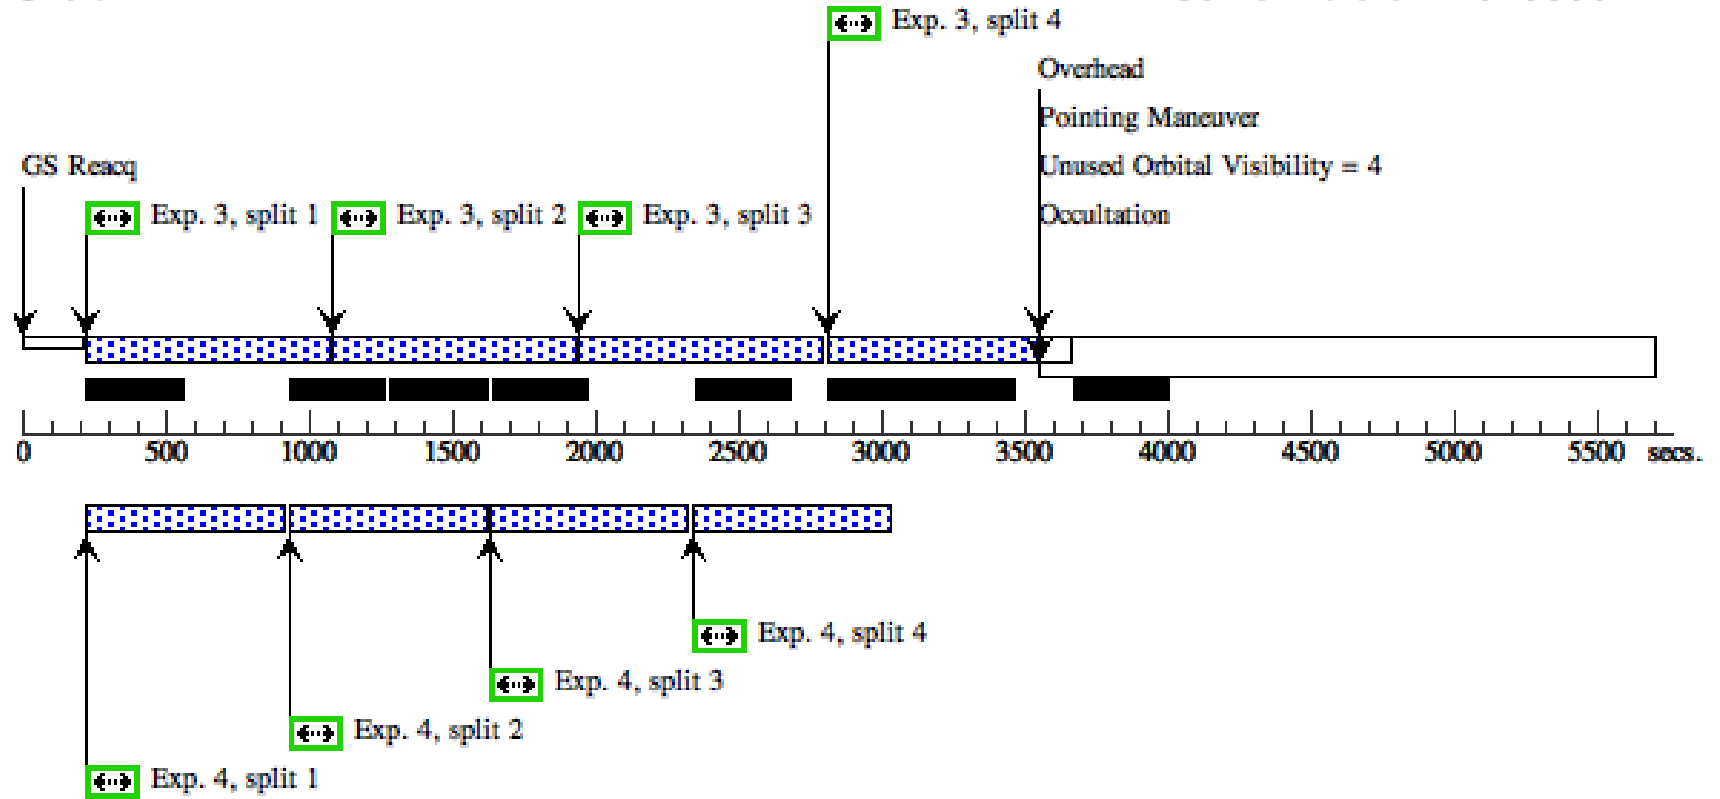 Exp. 3, split 4
Overhead
Pointing Maneuver
GS Reacq
Unused Orbital Visibility = 4
Exp. 3, split 1
Exp. 3, split 2
Exp. 3, split 3
Occultation
0 500 1000 1500 2000 2500 3000 3500 4000 4500 5000 5500 secs.
Exp. 4, split 4
Exp. 4, split 3
Exp. 4, split 2
Exp. 4, split 1